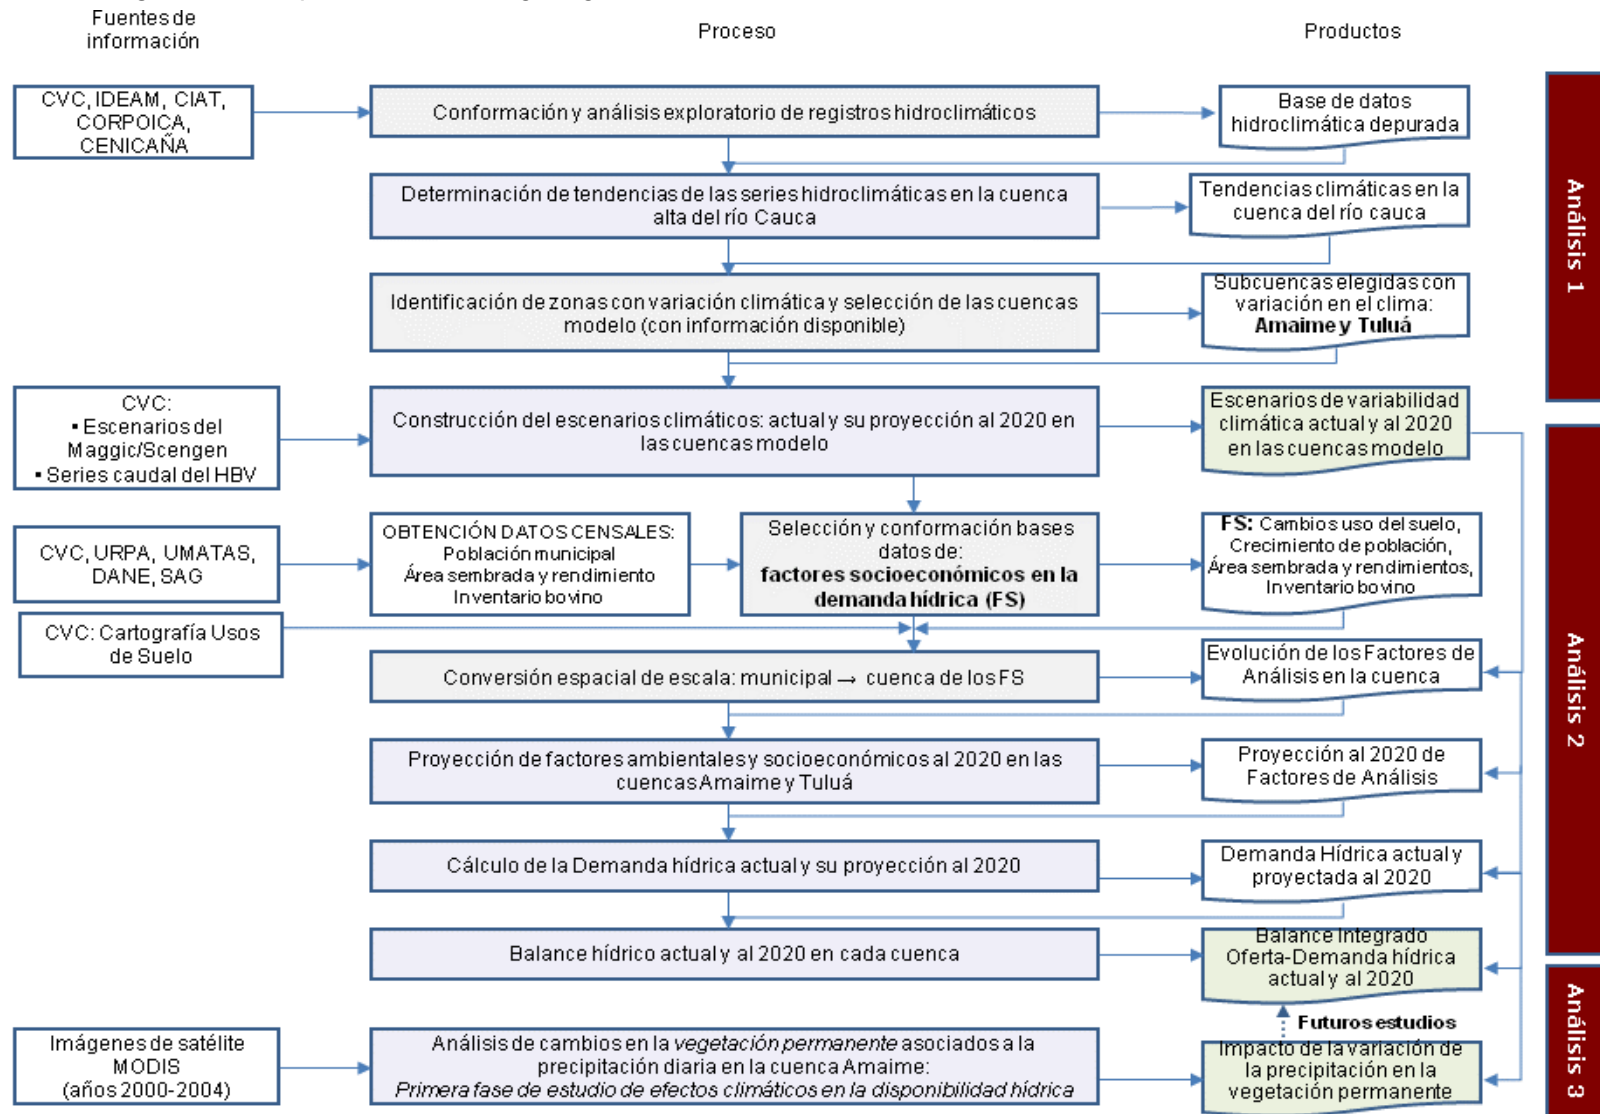 Fuentes de
información
Proceso
Productos
CVC, IDEAM, CIAT,
CORPOICA,
CENICAÑA
Conformación y análisis exploratorio de registros hidroclimáticos
Base de datos
hidroclimática depurada
Determinación de tendencias de las series hidroclimáticas en la cuenca
alta del río Cauca
Tendencias climáticas en la
cuenca del río cauca
Identificación de zonas con variación climática y selección de las cuencas
modelo (con información disponible)
Subcuencas elegidas con
variación en el clima:
Amaime y Tuluá
Análisis 1
CVC:
▪ Escenarios del
Maggic/Scengen
▪ Series caudal del HBV
Construcción del escenarios climáticos: actual y su proyección al 2020 en
las cuencas modelo
Escenarios de variabilidad
climática actual y al 2020
en las cuencas modelo
CVC, URPA, UMATAS,
DANE, SAG
OBTENCIÓN DATOS CENSALES:
Población municipal
Área sembrada y rendimiento
Inventario bovino
Selección y conformación bases
datos de:
factores socioeconómicos en la
demanda hídrica (FS)
FS: Cambios uso del suelo,
Crecimiento de población,
Área sembrada y rendimientos,
Inventario bovino
CVC: Cartografía Usos
de Suelo
Conversión espacial de escala: municipal → cuenca de los FS
Evolución de los Factores de
Análisis en la cuenca
Proyección de factores ambientales y socioeconómicos al 2020 en las
cuencas Amaime y Tuluá
Proyección al 2020 de
Factores de Análisis
Cálculo de la Demanda hídrica actual y su proyección al 2020
Demanda Hídrica actual y
proyectada al 2020
Balance hídrico actual y al 2020 en cada cuenca
Balance Integrado
Oferta-Demanda hídrica
actual y al 2020
Análisis 2
Futuros estudios
Imágenes de satélite
MODIS
(años 2000-2004)
Análisis de cambios en la vegetación permanente asociados a la
precipitación diaria en la cuenca Amaime:
Primera fase de estudio de efectos climáticos en la disponibilidad hídrica
Impacto de la variación de
la precipitación en la
vegetación permanente
Análisis 3